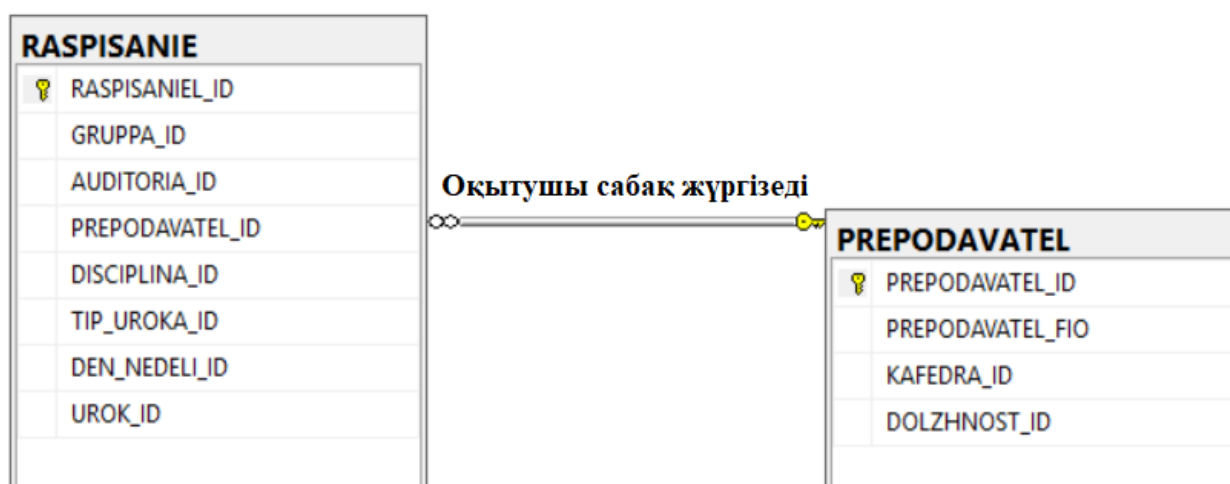 RASPISANIE
RASPISANIEL_ID
GRUPPA_ID
AUDITORIA_ID
PREPODAVATEL_ID
DISCIPLINA_ID
TIP_UROKA_ID
DEN_NEDELI_ID
UROK_ID
Оқытушы сабақ жүргізеді
PREPODAVATEL
PREPODAVATEL_ID
PREPODAVATEL_FIO
KAFEDRA_ID
DOLZHNOST_ID